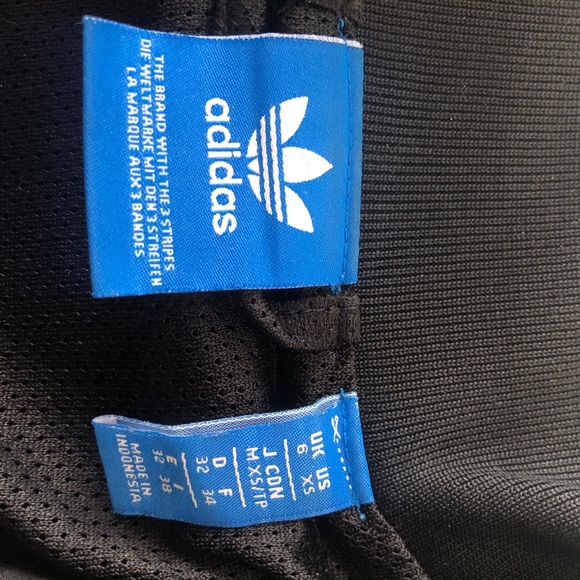 adidas
THE BRAND WITH THE 3 STRIPES
DIE WELTMARKE MIT DEN 3 STREIFEN
LA MARQUE AUX 3 BANDES
UK US
6 XS
J CDN
M XS/TP
D F
32 34
E I
32 38
MADE IN
INDONESIA